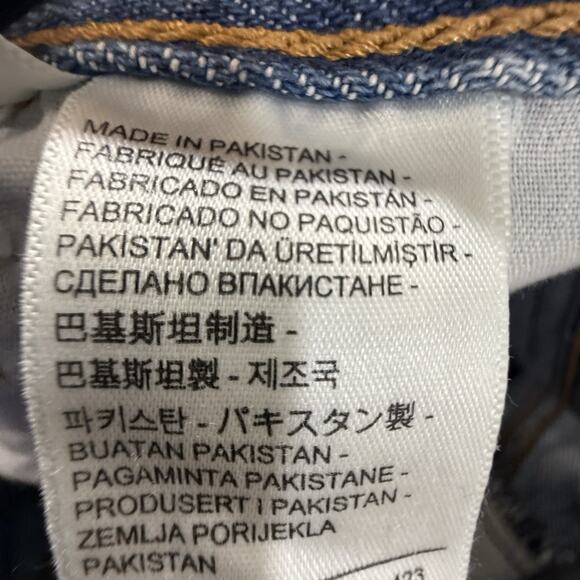 MADE IN PAKISTAN -
FABRIQUÉ AU PAKISTAN -
FABRICADO EN PAKISTÁN -
FABRICADO NO PAQUISTÃO -
PAKİSTAN' DA ÜRETİLMİŞTİR -
СДЕЛАНО ВПАКИСТАНЕ -
巴基斯坦制造 -
巴基斯坦製 - 제조국
파키스탄 - パキスタン製 -
BUATAN PAKISTAN -
PAGAMINTA PAKISTANE -
PRODUSERT I PAKISTAN -
ZEMLJA PORIJEKLA
PAKISTAN